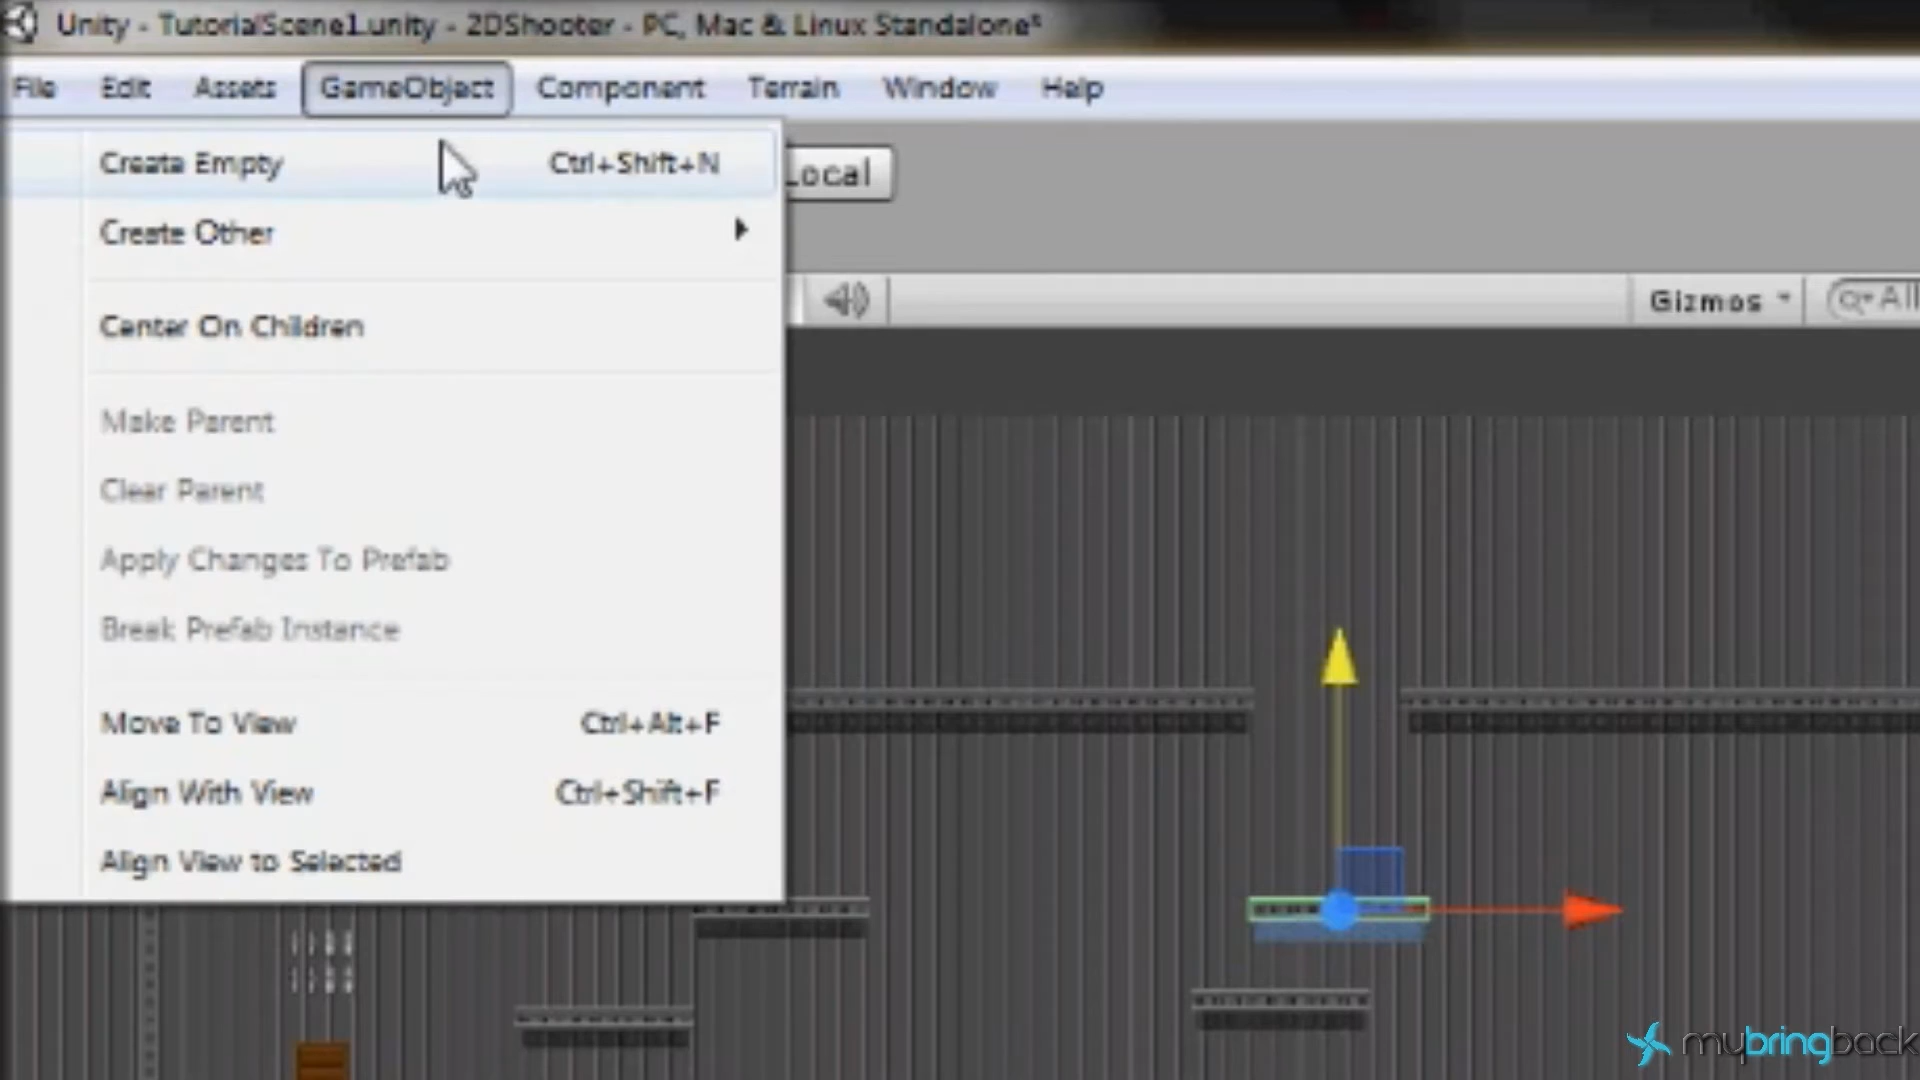 Unity - TutorialScene1.unity - 2DShooter - PC, Mac & Linux Standalone*
File Edit Assets GameObject Component Terrain Window Help
Create Empty Ctrl+Shift+N
Local
Create Other
Gizmos All
Center On Children
Make Parent
Clear Parent
Apply Changes To Prefab
Break Prefab Instance
Move To View Ctrl+Alt+F
Align With View Ctrl+Shift+F
Align View to Selected
mybringback